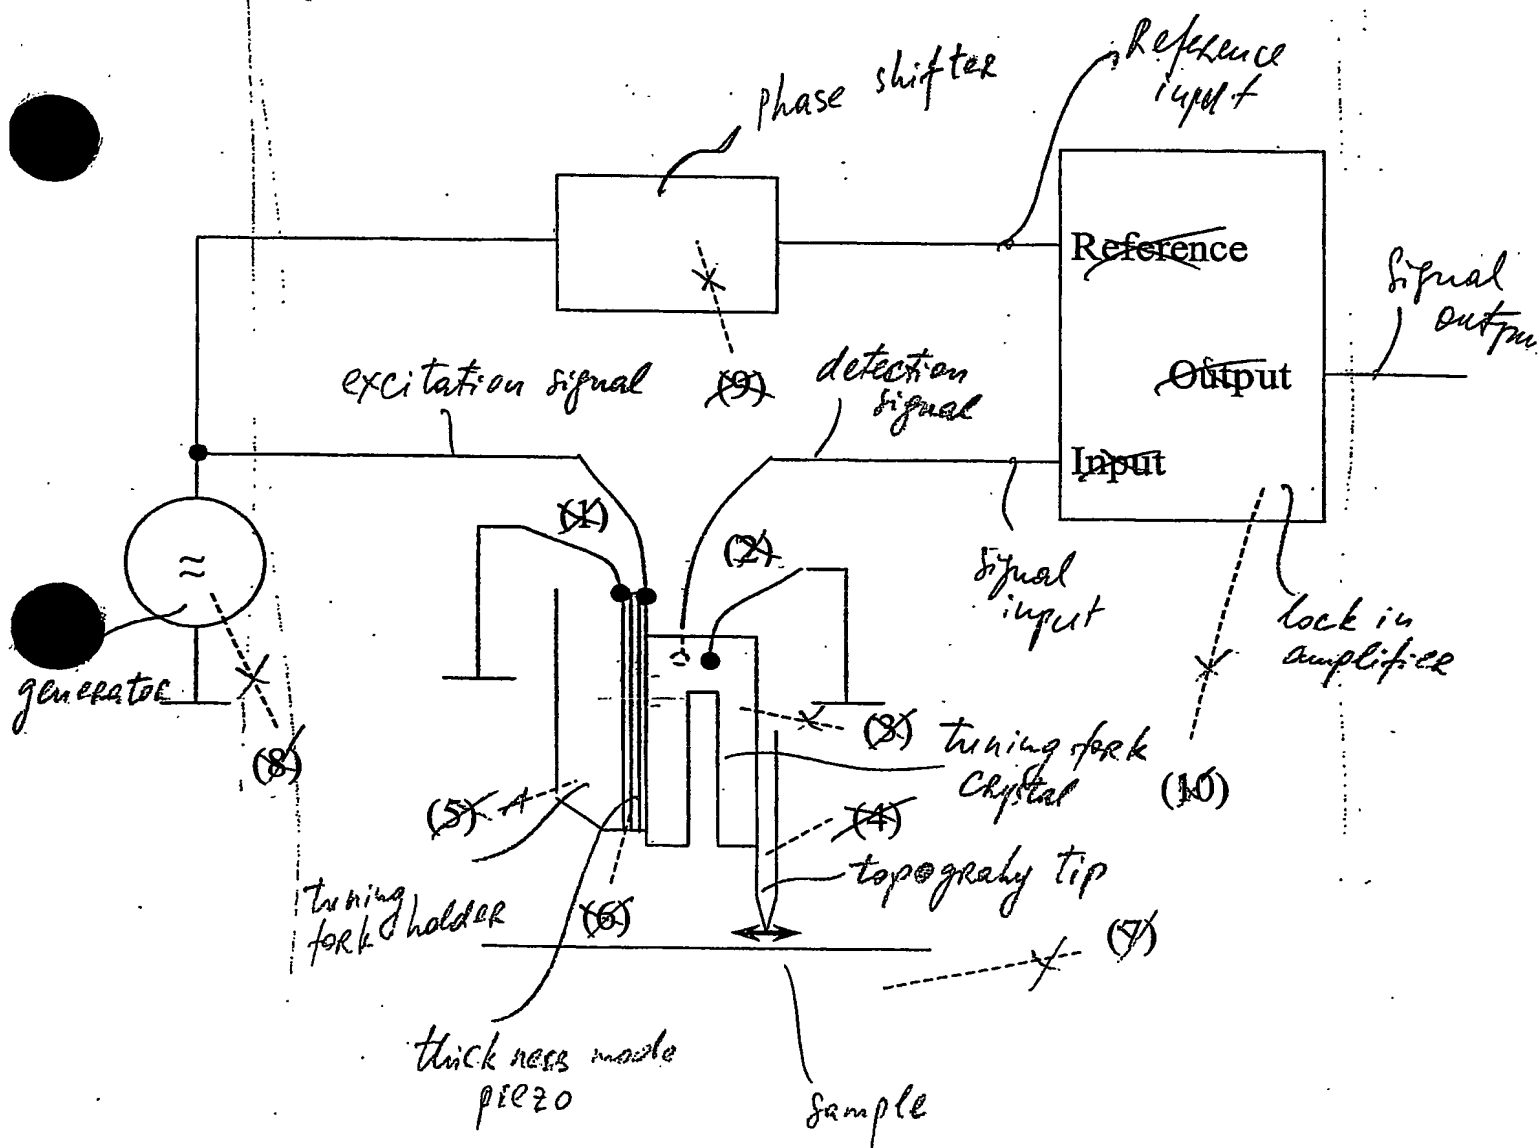 phase shifter
Reference
input
Reference
Signal
output
Output
excitation signal
(9)
detection
signal
Input
(1)
(2)
≈
signal
input
lock in
amplifier
generator
(8)
(3)
tuning fork
crystal
(10)
(5)
(4)
topograhy tip
tuning
fork holder
(6)
(7)
thickness mode
piezo
sample